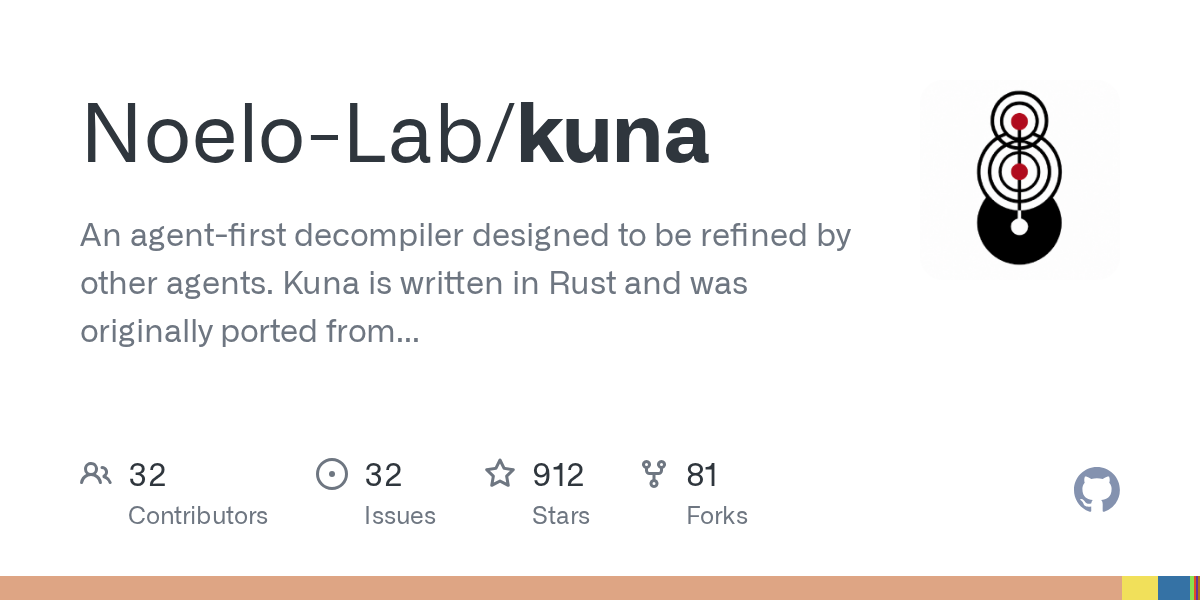 Noelo-Lab/kuna
An agent-first decompiler designed to be refined by
other agents. Kuna is written in Rust and was
originally ported from...
32
Contributors
32
Issues
912
Stars
81
Forks